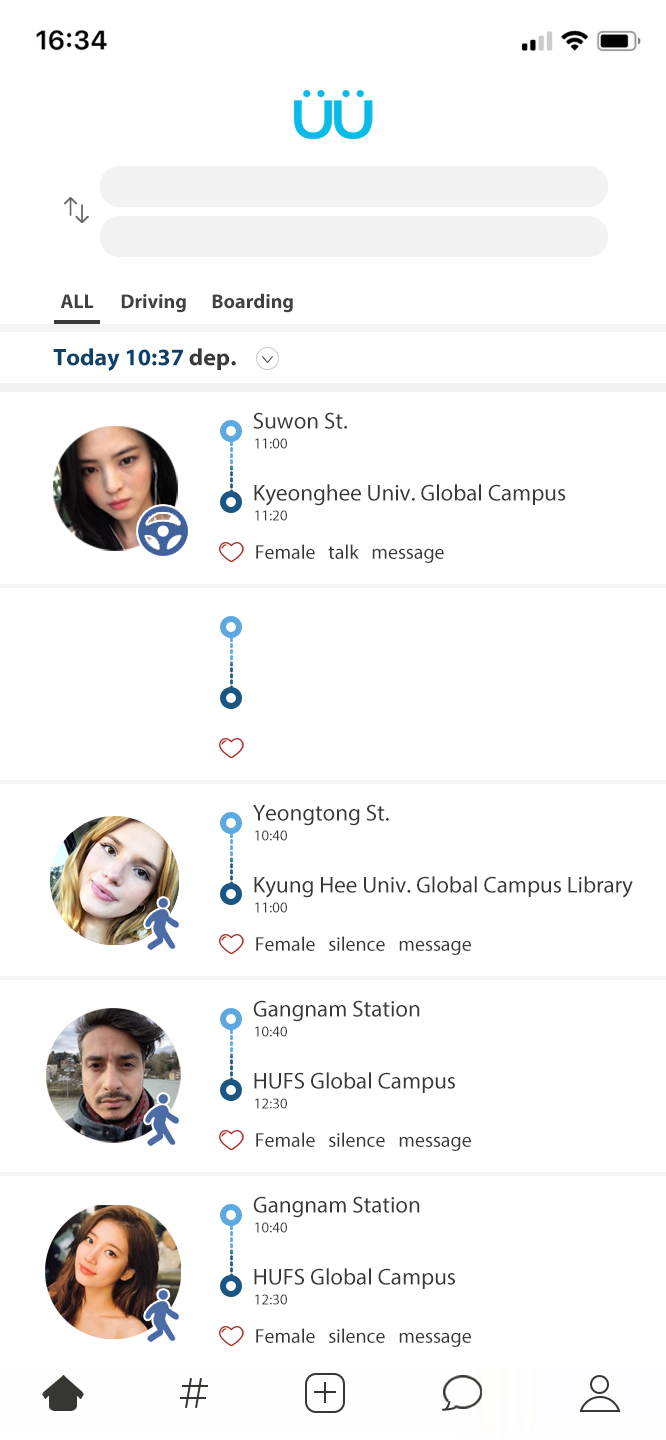 16:34
ÜÜ
ALL Driving Boarding
Today 10:37 dep.
Suwon St.
11:00
Kyeonghee Univ. Global Campus
11:20
Female talk message
Yeongtong St.
10:40
Kyung Hee Univ. Global Campus Library
11:00
Female silence message
Gangnam Station
10:40
HUFS Global Campus
12:30
Female silence message
Gangnam Station
10:40
HUFS Global Campus
12:30
Female silence message
#